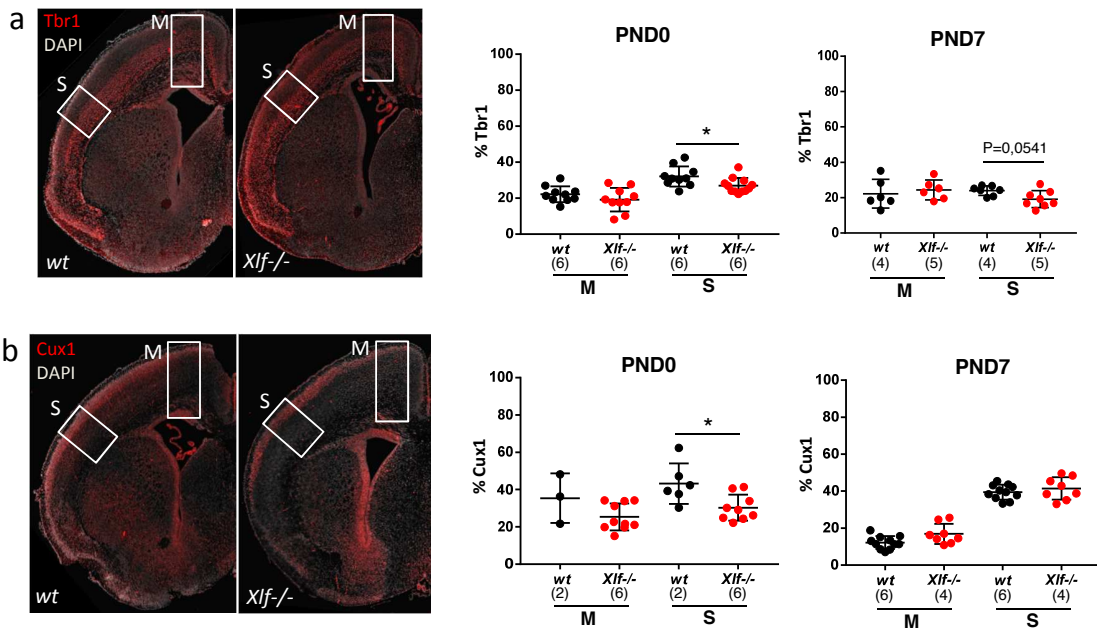 a
Tbr1
DAPI
M
S
wt
M
S
Xlf-/-
PND0
% Tbr1
100
80
60
40
20
0
*
wt Xlf-/- wt Xlf-/-
(6) (6) (6) (6)
M S
PND7
% Tbr1
100
80
60
40
20
0
P=0,0541
wt Xlf-/- wt Xlf-/-
(4) (5) (4) (5)
M S
b
Cux1
DAPI
M
S
wt
M
S
Xlf-/-
PND0
% Cux1
100
80
60
40
20
0
*
wt Xlf-/- wt Xlf-/-
(2) (6) (2) (6)
M S
PND7
% Cux1
100
80
60
40
20
0
wt Xlf-/- wt Xlf-/-
(6) (4) (6) (4)
M S